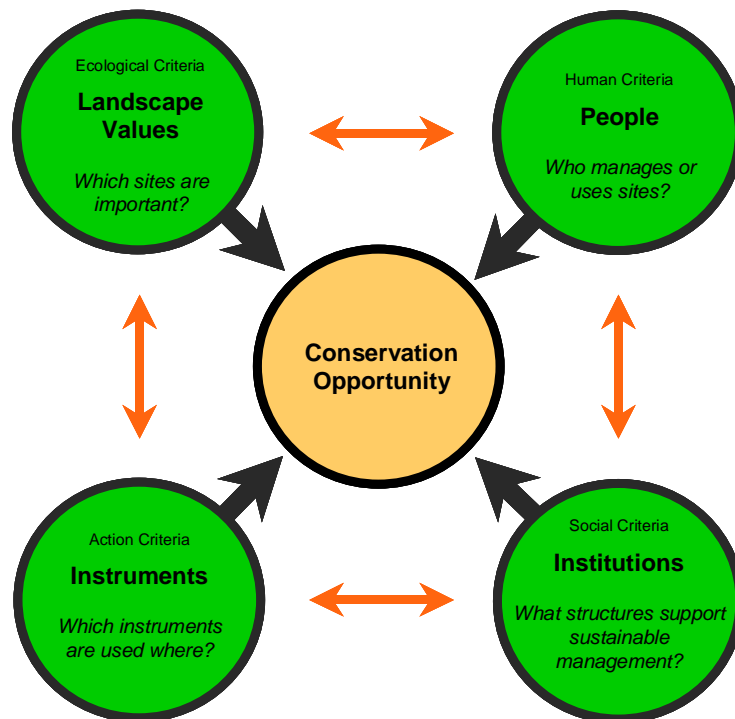 Ecological Criteria
Landscape
Values
Which sites are
important?
Human Criteria
People
Who manages or
uses sites?
Conservation
Opportunity
Action Criteria
Instruments
Which instruments
are used where?
Social Criteria
Institutions
What structures support
sustainable
management?